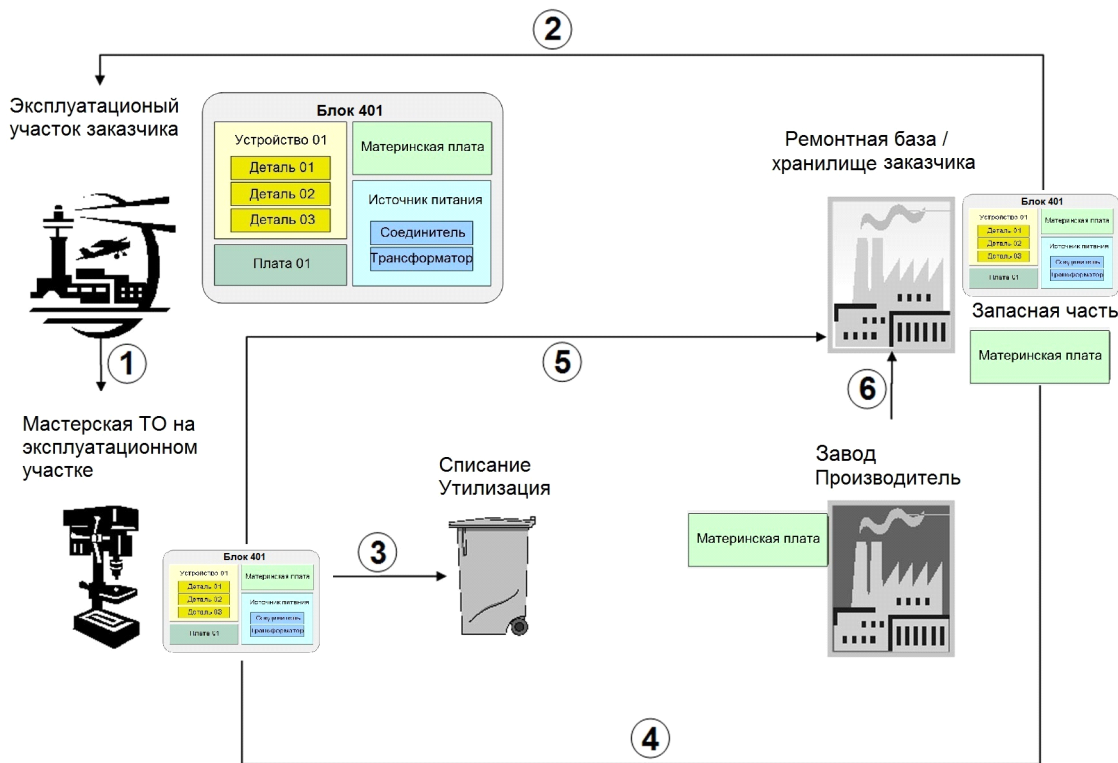 2
Эксплуатационый
участок заказчика
Блок 401
Устройство 01
Деталь 01
Деталь 02
Деталь 03
Плата 01
Материнская плата
Источник питания
Соединитель
Трансформатор
Ремонтная база /
хранилище заказчика
Блок 401
Устройство 01
Деталь 01
Деталь 02
Деталь 03
Плата 01
Материнская плата
Источник питания
Соединитель
Трансформатор
Запасная часть
Материнская плата
1
5
6
Мастерская ТО на
эксплуатационном
участке
Блок 401
Устройство 01
Деталь 01
Деталь 02
Деталь 03
Плата 01
Материнская плата
Источник питания
Соединитель
Трансформатор
3
Списание
Утилизация
Завод
Производитель
Материнская плата
4